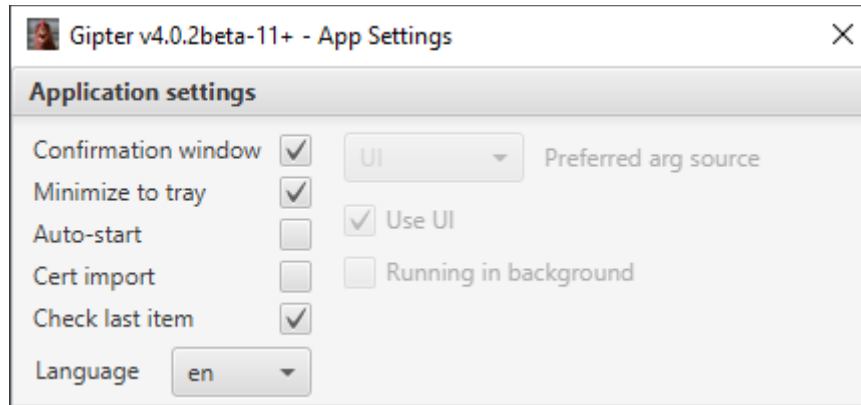 Gipter v4.0.2beta-11+ - App Settings
Application settings
Confirmation window
UI Preferred arg source
Minimize to tray
Use UI
Auto-start
Cert import
Running in background
Check last item
Language en